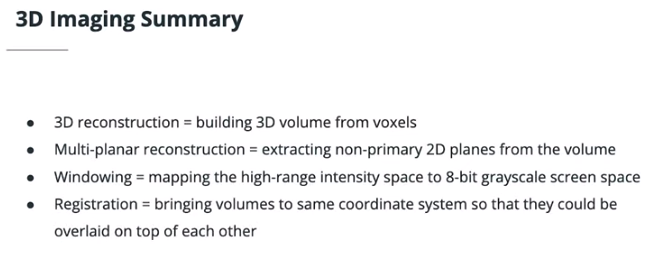 3D Imaging Summary
● 3D reconstruction = building 3D volume from voxels
● Multi-planar reconstruction = extracting non-primary 2D planes from the volume
● Windowing = mapping the high-range intensity space to 8-bit grayscale screen space
● Registration = bringing volumes to same coordinate system so that they could be
overlaid on top of each other